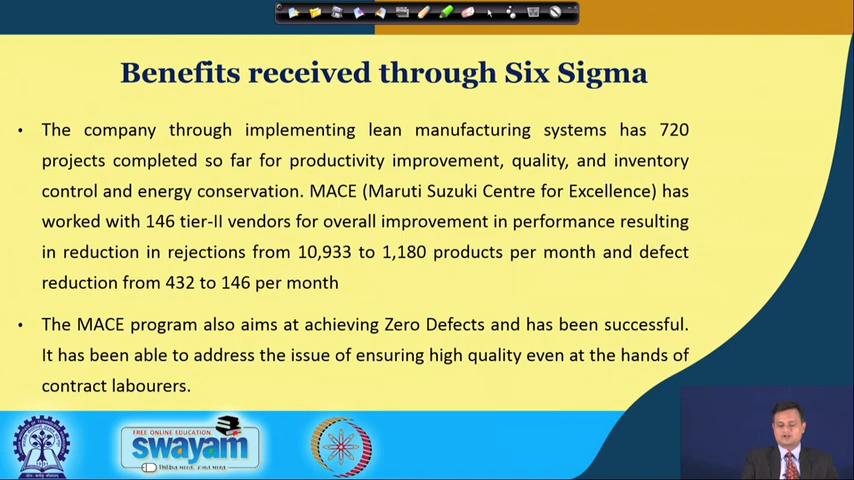 Benefits received through Six Sigma
• The company through implementing lean manufacturing systems has 720
projects completed so far for productivity improvement, quality, and inventory
control and energy conservation. MACE (Maruti Suzuki Centre for Excellence) has
worked with 146 tier-II vendors for overall improvement in performance resulting
in reduction in rejections from 10,933 to 1,180 products per month and defect
reduction from 432 to 146 per month
• The MACE program also aims at achieving Zero Defects and has been successful.
It has been able to address the issue of ensuring high quality even at the hands of
contract labourers.
FREE ONLINE EDUCATION
swayam